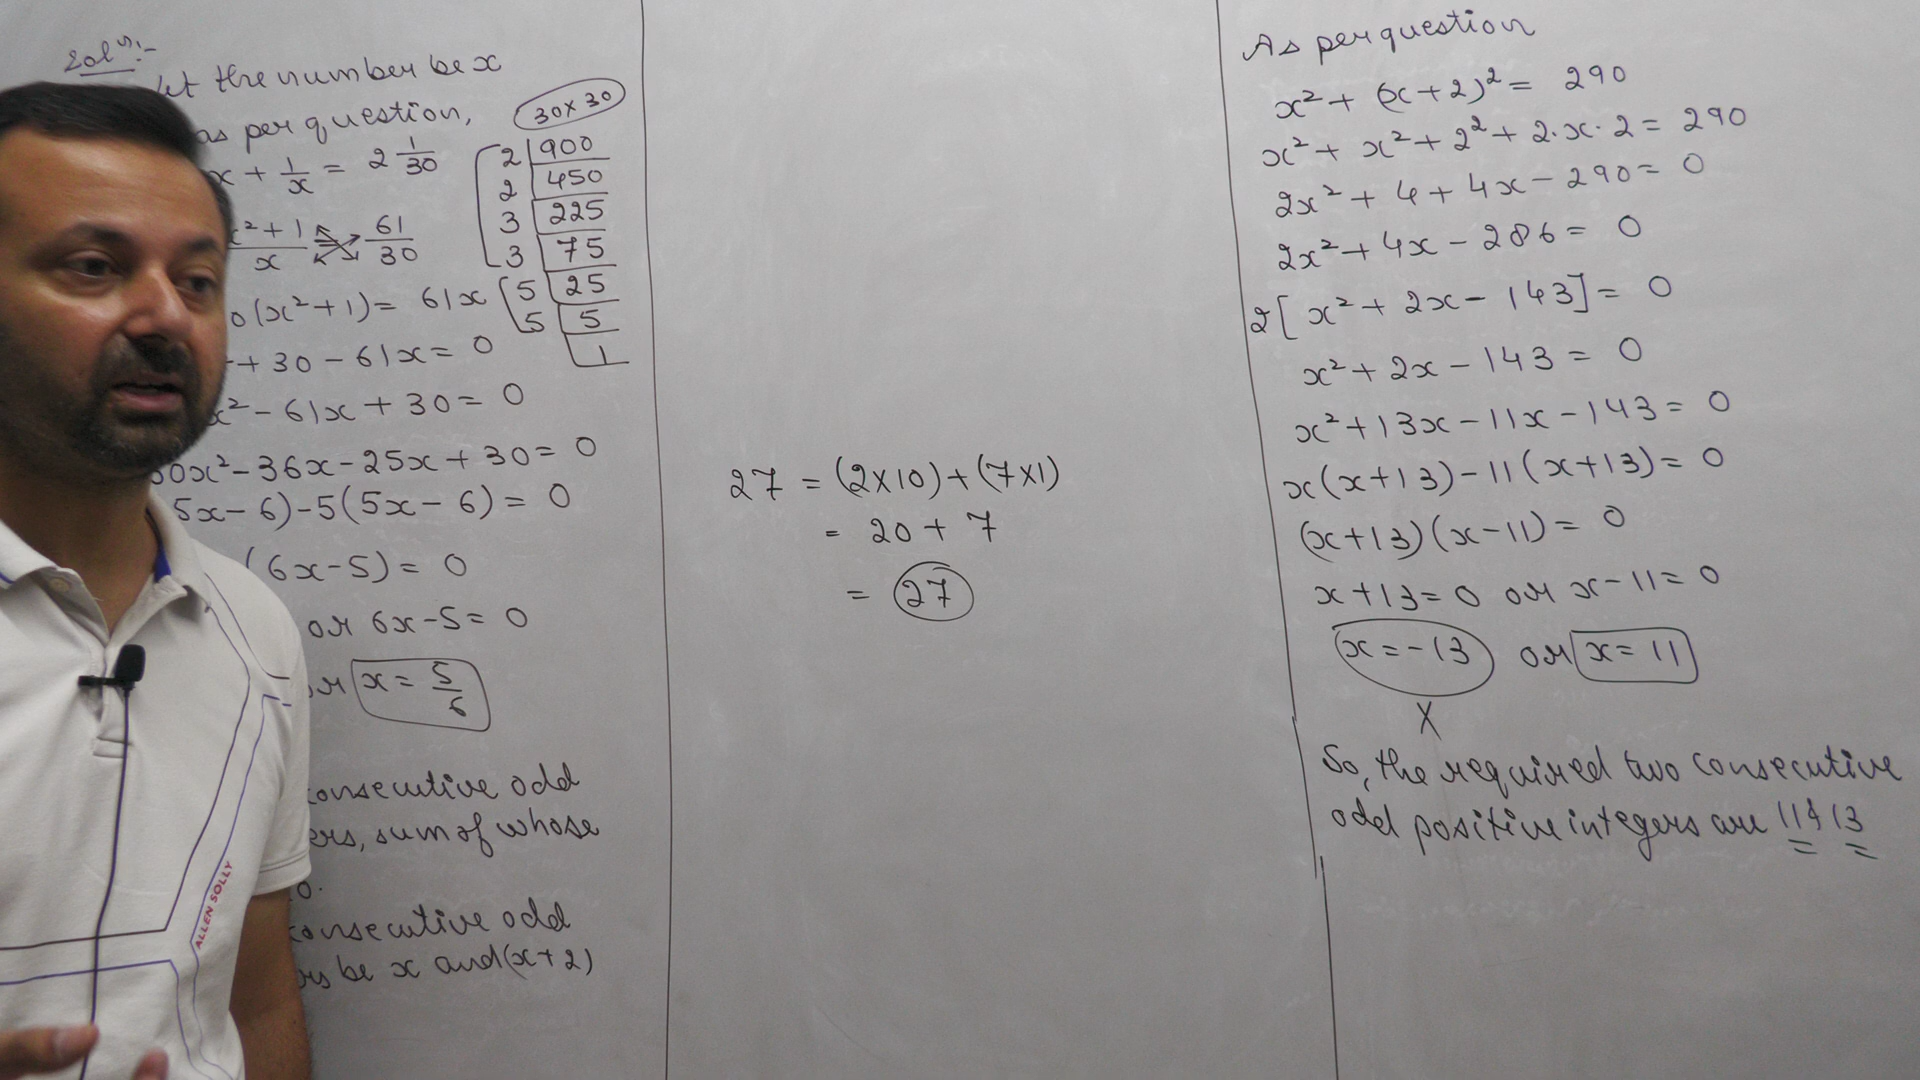 Solⁿ:-
let the number be x
as per question,
x + 1/x = 2 1/30
x²+1/x 61/30
0(x²+1) = 61x
+ 30 - 61x = 0
x² - 61x + 30 = 0
30x² - 36x - 25x + 30 = 0
5x - 6) - 5(5x - 6) = 0
(6x-5) = 0
or 6x-5 = 0
or x = 5/6
consecutive odd
ers, sum of whose
0.
consecutive odd
rs be x and (x+2)
30 x 30
2 | 900
2 | 450
3 | 225
3 | 75
5 | 25
5 | 5
1
27 = (2x10) + (7x1)
= 20 + 7
= 27
As per question
x² + (x+2)² = 290
x² + x² + 2² + 2·x·2 = 290
2x² + 4 + 4x - 290 = 0
2x² + 4x - 286 = 0
2[x² + 2x - 143] = 0
x² + 2x - 143 = 0
x² + 13x - 11x - 143 = 0
x(x+13) - 11(x+13) = 0
(x+13)(x-11) = 0
x+13 = 0 or x-11 = 0
x = -13 or x = 11
X
So, the required two consecutive
odd positive integers are 11 & 13
ALLEN SOLLY